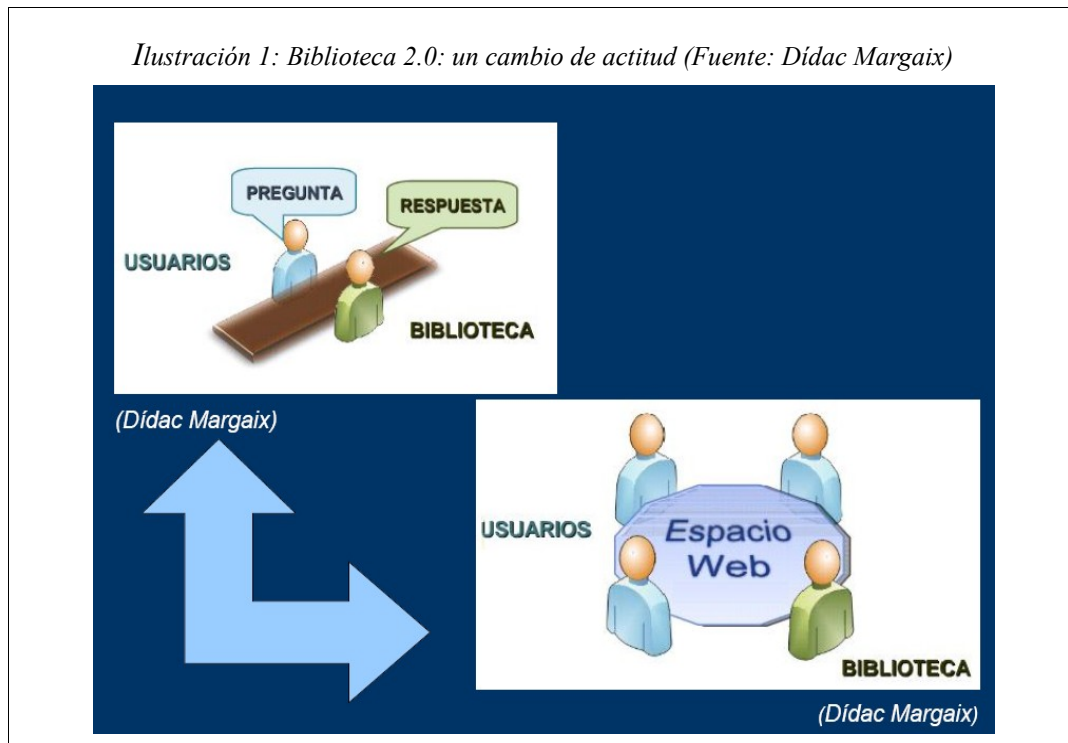 Ilustración 1: Biblioteca 2.0: un cambio de actitud (Fuente: Dídac Margaix)
PREGUNTA
RESPUESTA
USUARIOS
BIBLIOTECA
(Dídac Margaix)
USUARIOS
Espacio
Web
BIBLIOTECA
(Dídac Margaix)